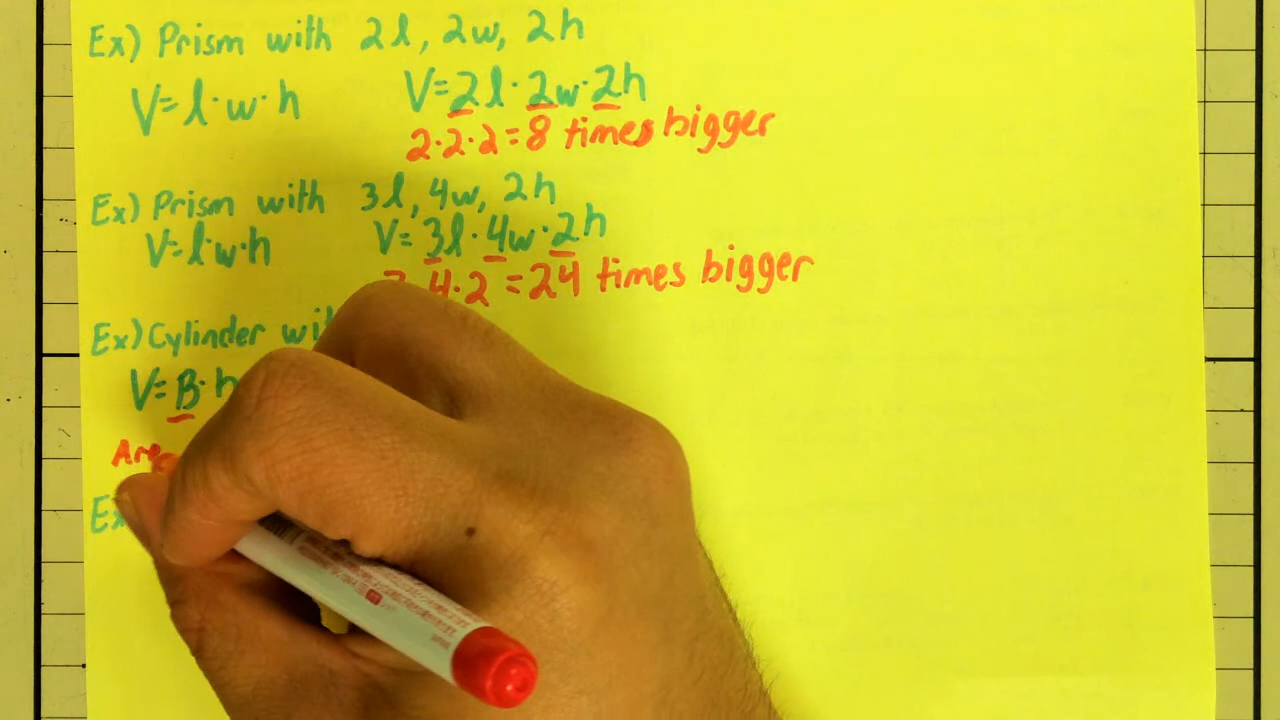 Ex) Prism with 2l, 2w, 2h
V=l·w·h V=2l·2w·2h
2·2·2=8 times bigger
Ex) Prism with 3l, 4w, 2h
V=l·w·h V=3l·4w·2h
4·2=24 times bigger
Ex) Cylinder
V=B·h
Ex